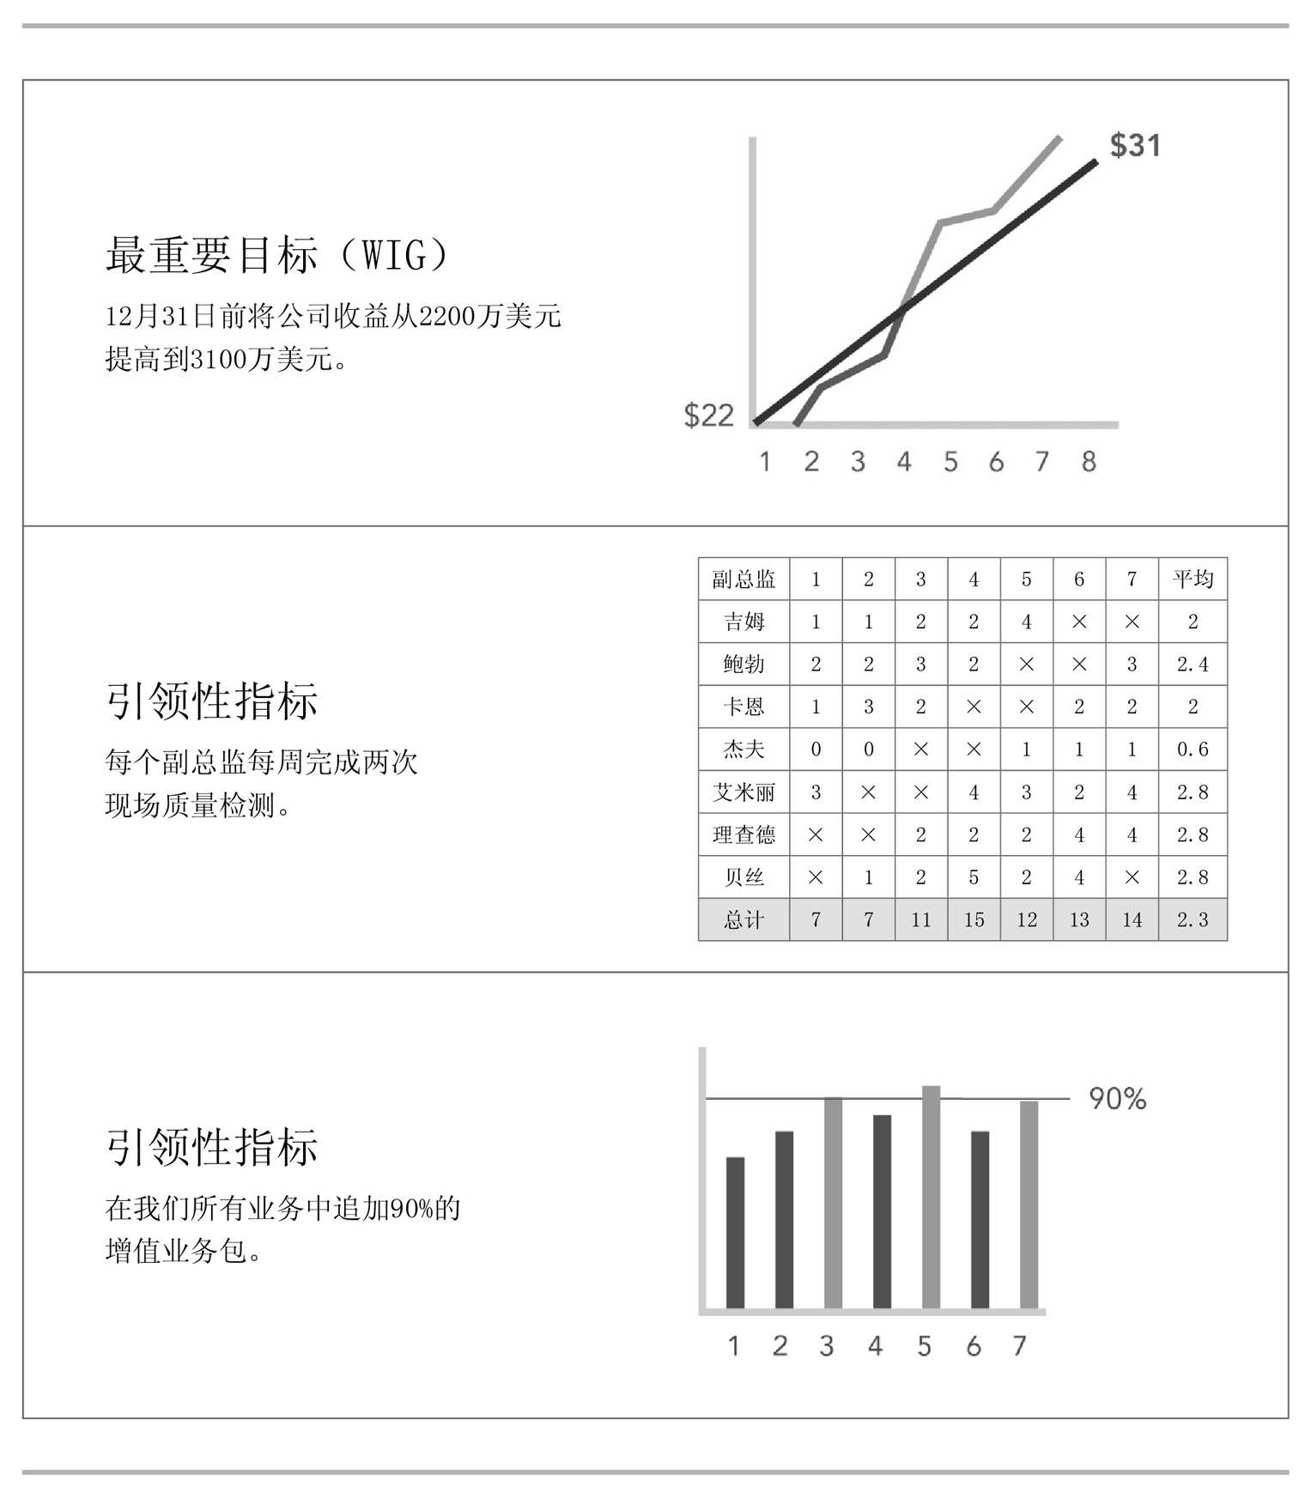 最重要目标（WIG）
12月31日前将公司收益从2200万美元
提高到3100万美元。
$31
$22
1 2 3 4 5 6 7 8
引领性指标
每个副总监每周完成两次
现场质量检测。
副总监 1 2 3 4 5 6 7 平均
吉姆 1 1 2 2 4 × × 2
鲍勃 2 2 3 2 × × 3 2.4
卡恩 1 3 2 × × 2 2 2
杰夫 0 0 × × 1 1 1 0.6
艾米丽 3 × × 4 3 2 4 2.8
理查德 × × 2 2 2 4 4 2.8
贝丝 × 1 2 5 2 4 × 2.8
总计 7 7 11 15 12 13 14 2.3
引领性指标
在我们所有业务中追加90%的
增值业务包。
90%
1 2 3 4 5 6 7